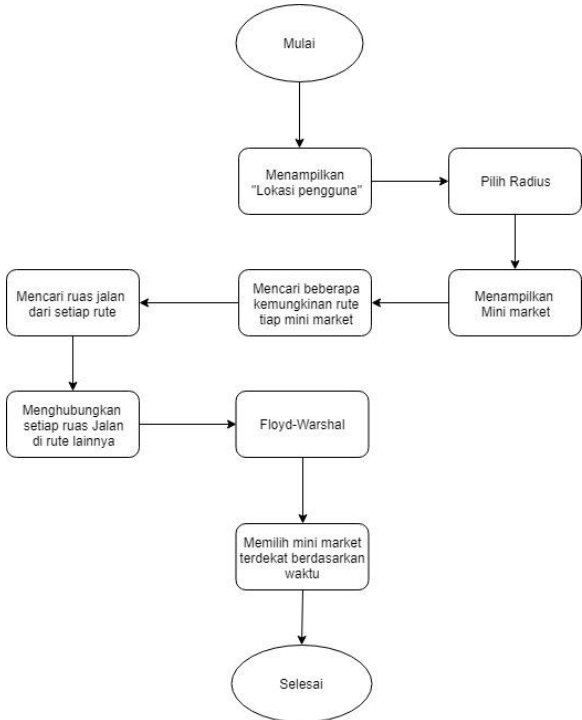 Mulai
Menampilkan
"Lokasi pengguna"
Pilih Radius
Menampilkan
Mini market
Mencari beberapa
kemungkinan rute
tiap mini market
Mencari ruas jalan
dari setiap rute
Menghubungkan
setiap ruas Jalan
di rute lainnya
Floyd-Warshal
Memilih mini market
terdekat berdasarkan
waktu
Selesai